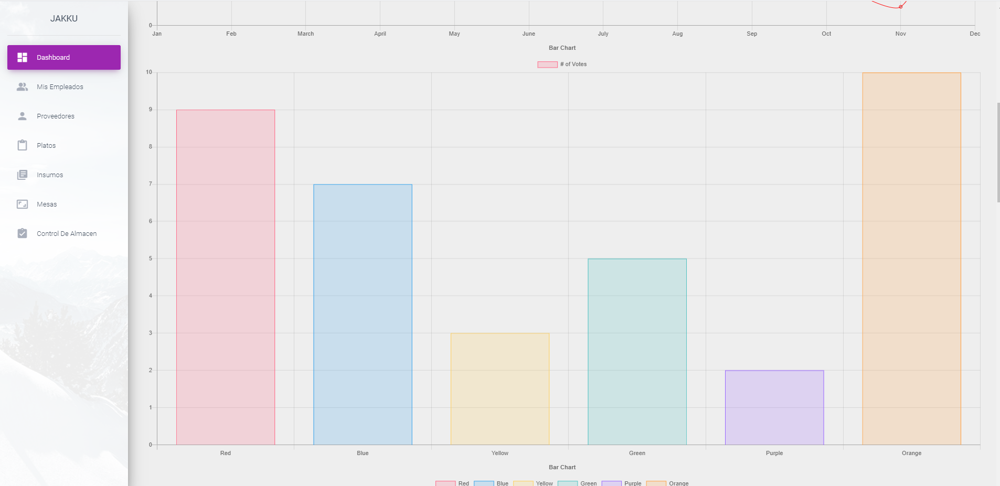 JAKKU
Dashboard
Mis Empleados
Proveedores
Platos
Insumos
Mesas
Control De Almacen
0
Jan Feb March April May June July Aug Sep Oct Nov Dec
Bar Chart
# of Votes
10
9
8
7
6
5
4
3
2
1
0
Red Blue Yellow Green Purple Orange
Bar Chart
Red Blue Yellow Green Purple Orange